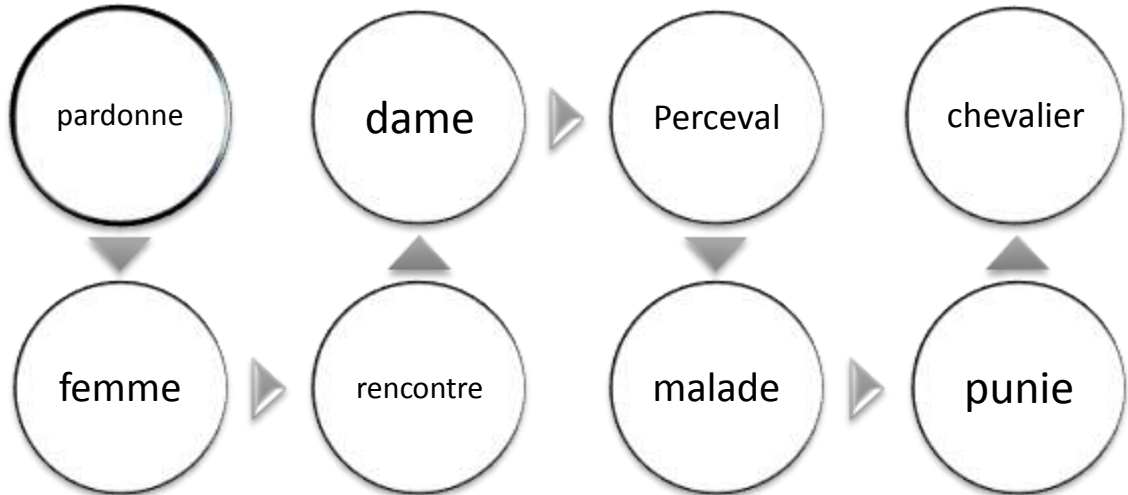 pardonne
femme
rencontre
dame
Perceval
malade
punie
chevalier